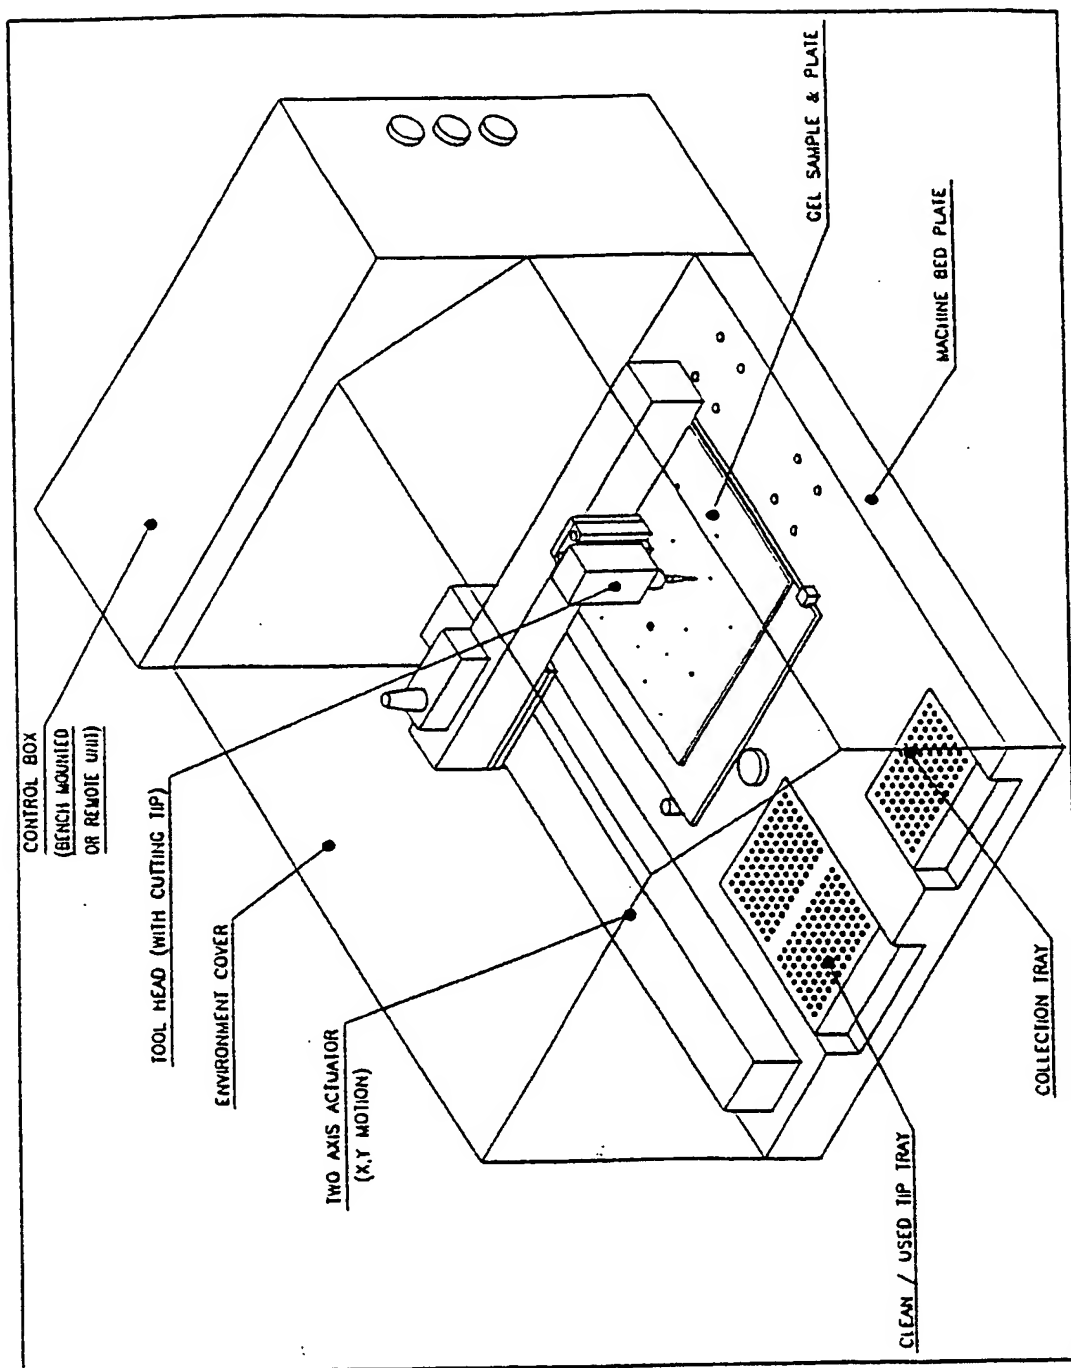 CONTROL BOX
(BENCH MOUNTED
OR REMOTE UNIT)
TOOL HEAD (WITH CUTTING TIP)
ENVIRONMENT COVER
TWO AXIS ACTUATOR
(X,Y MOTION)
CLEAN / USED TIP TRAY
COLLECTION TRAY
MACHINE BED PLATE
GEL SAMPLE & PLATE